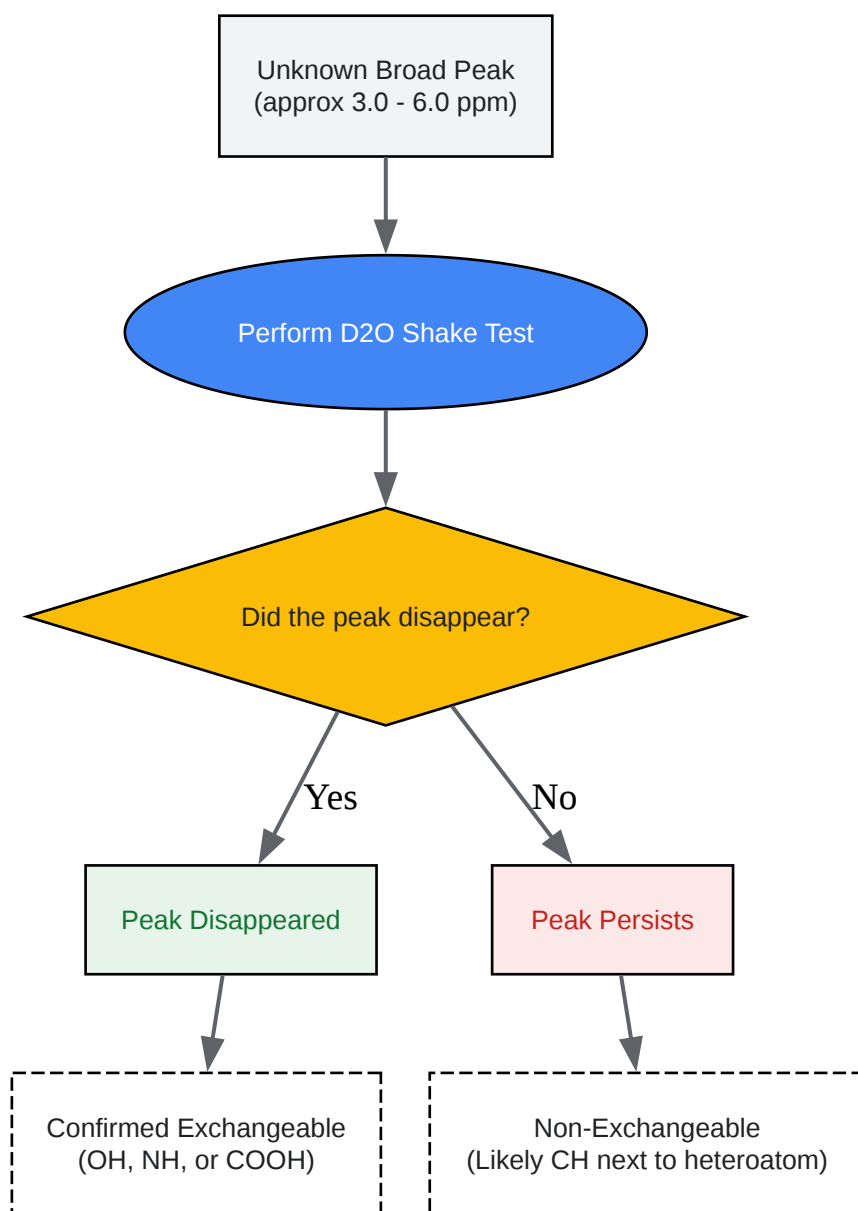 Unknown Broad Peak
(approx 3.0 - 6.0 ppm)
Perform D2O Shake Test
Did the peak disappear?
Yes
No
Peak Disappeared
Peak Persists
Confirmed Exchangeable
(OH, NH, or COOH)
Non-Exchangeable
(Likely CH next to heteroatom)